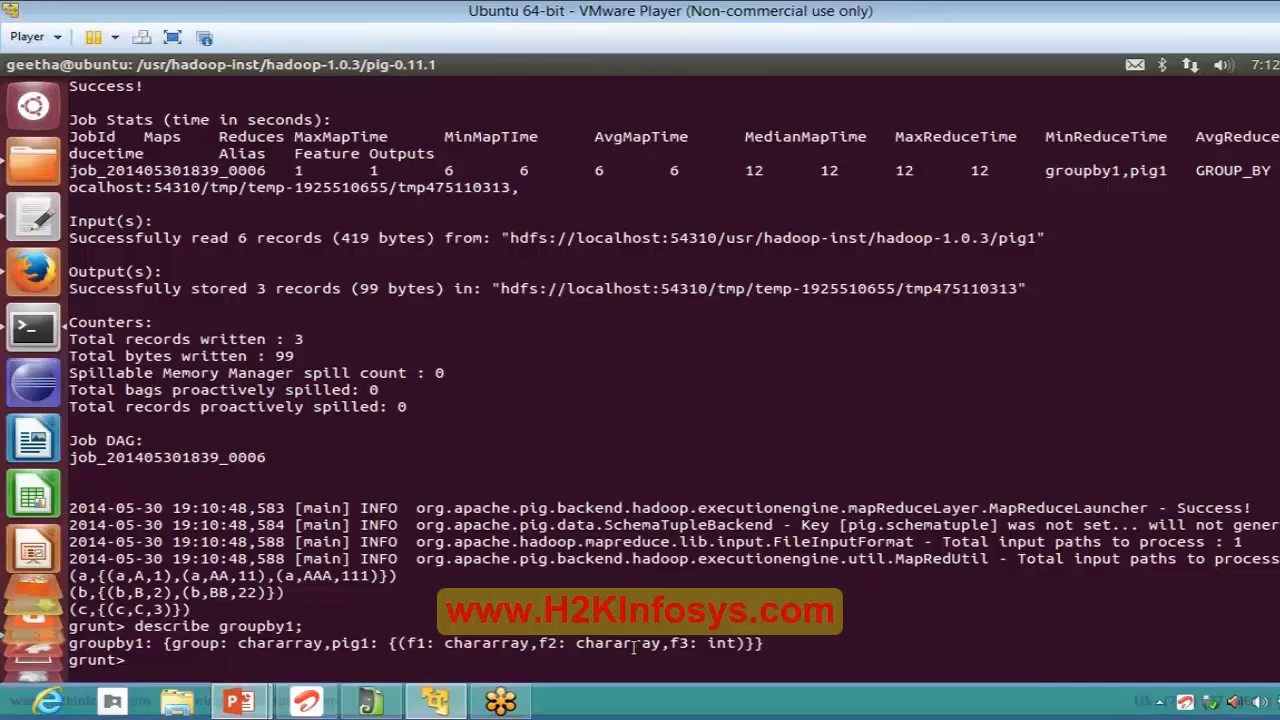 Ubuntu 64-bit - VMware Player (Non-commercial use only)
Player
geetha@ubuntu: /usr/hadoop-inst/hadoop-1.0.3/pig-0.11.1
7:12
Success!
Job Stats (time in seconds):
JobId Maps Reduces MaxMapTime MinMapTIme AvgMapTime MedianMapTime MaxReduceTime MinReduceTime AvgReduce
ducetime Alias Feature Outputs
job_201405301839_0006 1 1 6 6 6 6 12 12 12 12 groupby1,pig1 GROUP_BY
ocalhost:54310/tmp/temp-1925510655/tmp475110313,
Input(s):
Successfully read 6 records (419 bytes) from: "hdfs://localhost:54310/usr/hadoop-inst/hadoop-1.0.3/pig1"
Output(s):
Successfully stored 3 records (99 bytes) in: "hdfs://localhost:54310/tmp/temp-1925510655/tmp475110313"
Counters:
Total records written : 3
Total bytes written : 99
Spillable Memory Manager spill count : 0
Total bags proactively spilled: 0
Total records proactively spilled: 0
Job DAG:
job_201405301839_0006
2014-05-30 19:10:48,583 [main] INFO org.apache.pig.backend.hadoop.executionengine.mapReduceLayer.MapReduceLauncher - Success!
2014-05-30 19:10:48,584 [main] INFO org.apache.pig.data.SchemaTupleBackend - Key [pig.schematuple] was not set... will not gener
2014-05-30 19:10:48,588 [main] INFO org.apache.hadoop.mapreduce.lib.input.FileInputFormat - Total input paths to process : 1
2014-05-30 19:10:48,588 [main] INFO org.apache.pig.backend.hadoop.executionengine.util.MapRedUtil - Total input paths to process
(a,{(a,A,1),(a,AA,11),(a,AAA,111)})
(b,{(b,B,2),(b,BB,22)})
(c,{(c,C,3)})
www.H2KInfosys.com
grunt> describe groupby1;
groupby1: {group: chararray,pig1: {(f1: chararray,f2: chararray,f3: int)}}
grunt>